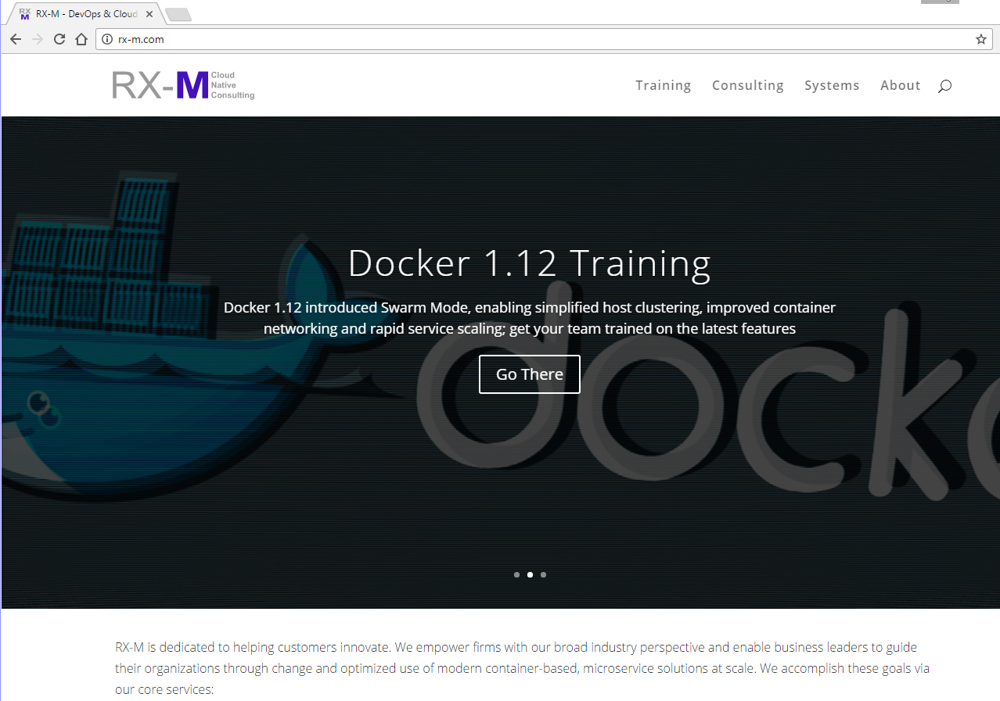 RX-M - DevOps & Cloud
rx-m.com
RX-M Cloud
Native
Consulting
Training Consulting Systems About
Docker 1.12 Training
Docker 1.12 introduced Swarm Mode, enabling simplified host clustering, improved container
networking and rapid service scaling; get your team trained on the latest features
Go There
docke
RX-M is dedicated to helping customers innovate. We empower firms with our broad industry perspective and enable business leaders to guide
their organizations through change and optimized use of modern container-based, microservice solutions at scale. We accomplish these goals via
our core services: